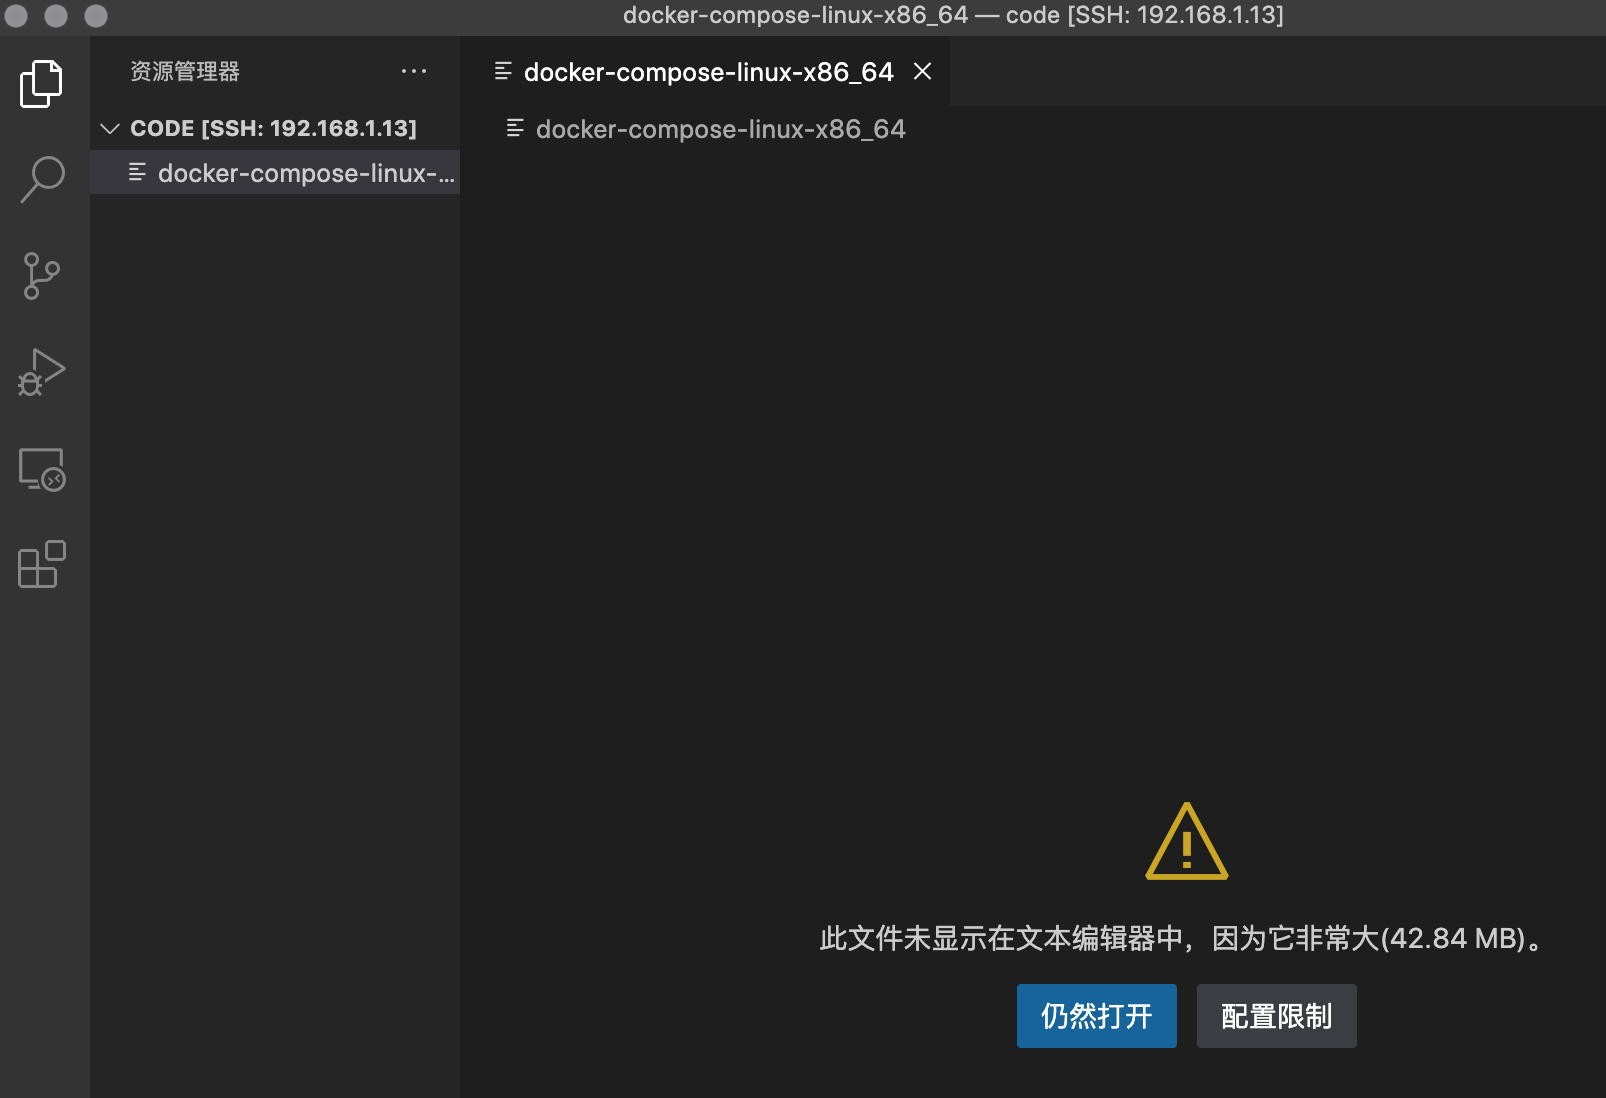 docker-compose-linux-x86_64 — code [SSH: 192.168.1.13]
资源管理器
CODE [SSH: 192.168.1.13]
docker-compose-linux-...
docker-compose-linux-x86_64
docker-compose-linux-x86_64
此文件未显示在文本编辑器中，因为它非常大(42.84 MB)。
仍然打开
配置限制